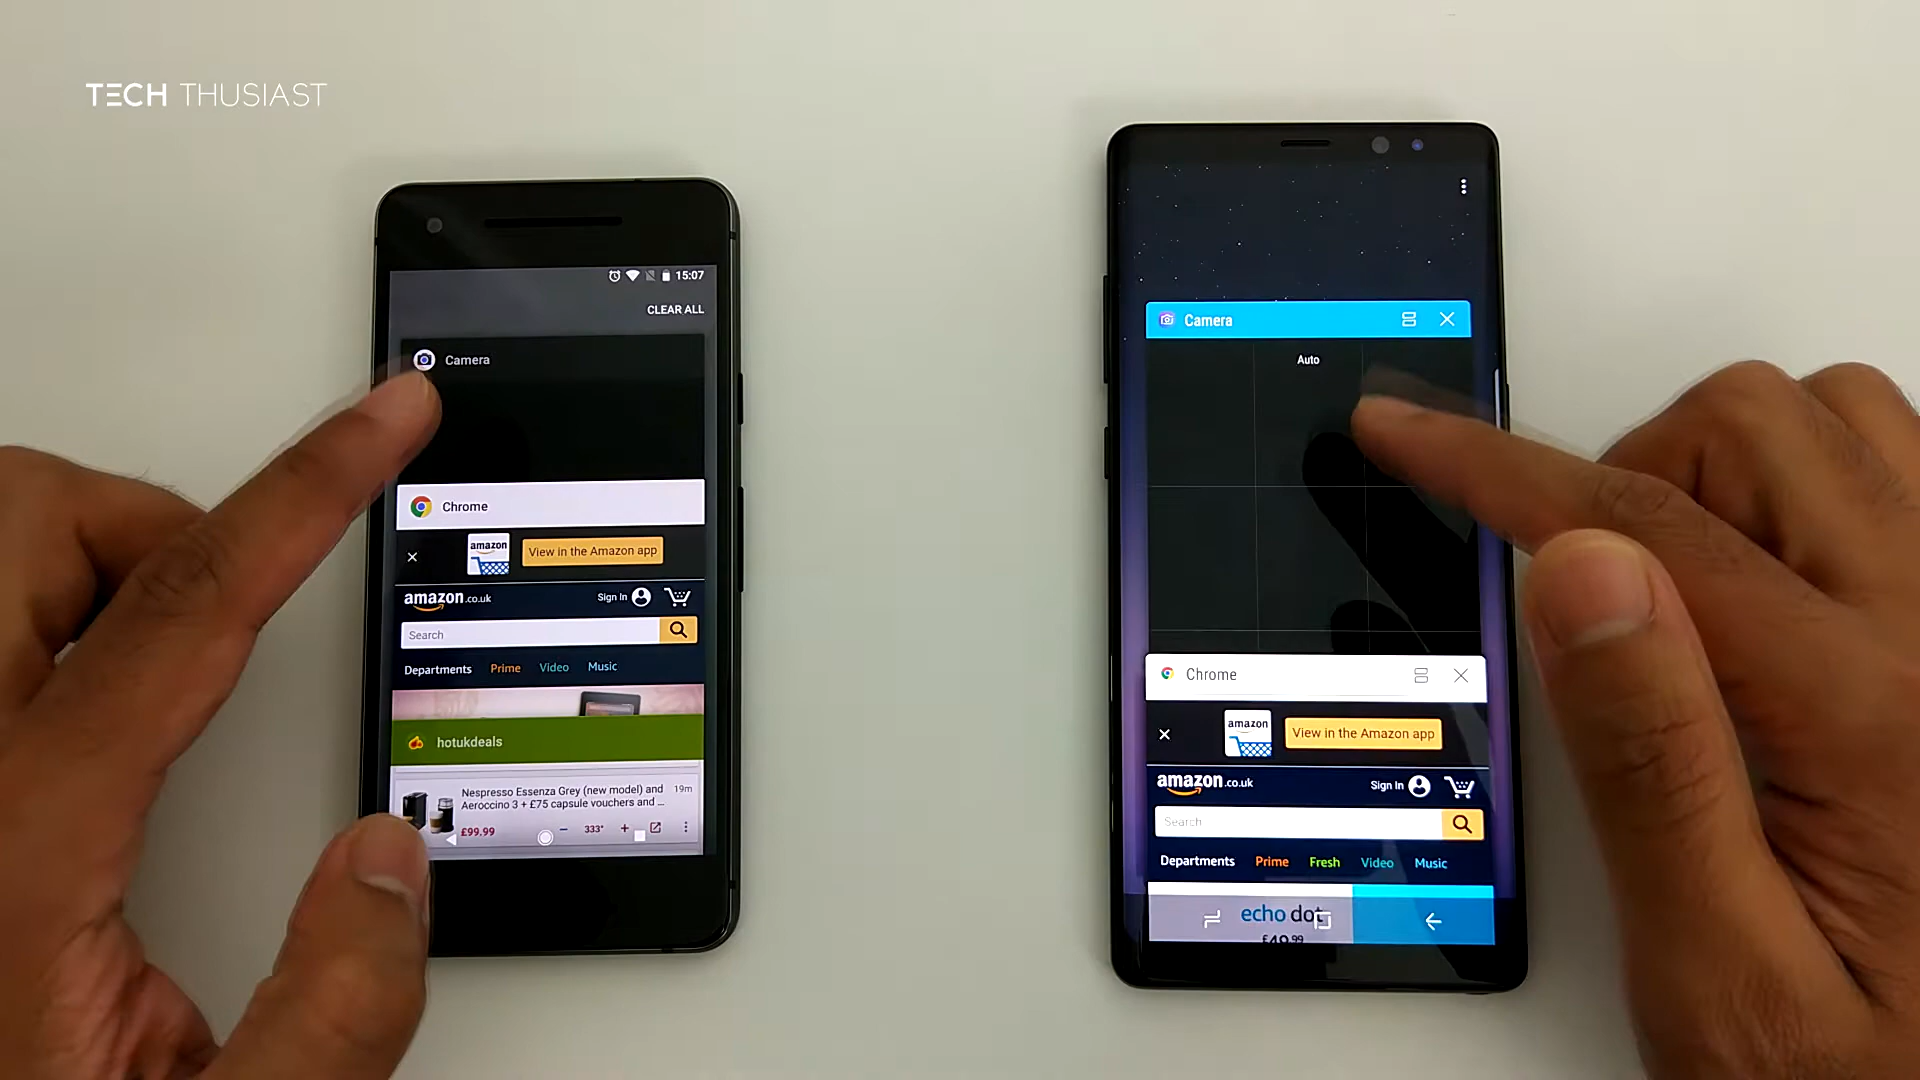 TECH THUSIAST
15:07
CLEAR ALL
Camera
Chrome
amazon
View in the Amazon app
amazon.co.uk
Sign In
Search
Departments Prime Video Music
hotukdeals
Nespresso Essenza Grey (new model) and 19m
Aeroccino 3 + £75 capsule vouchers and ...
£99.99 − 333° +
Camera
Auto
Chrome
amazon
View in the Amazon app
amazon.co.uk
Sign In
Search
Departments Prime Fresh Video Music
echo dot
£49.99